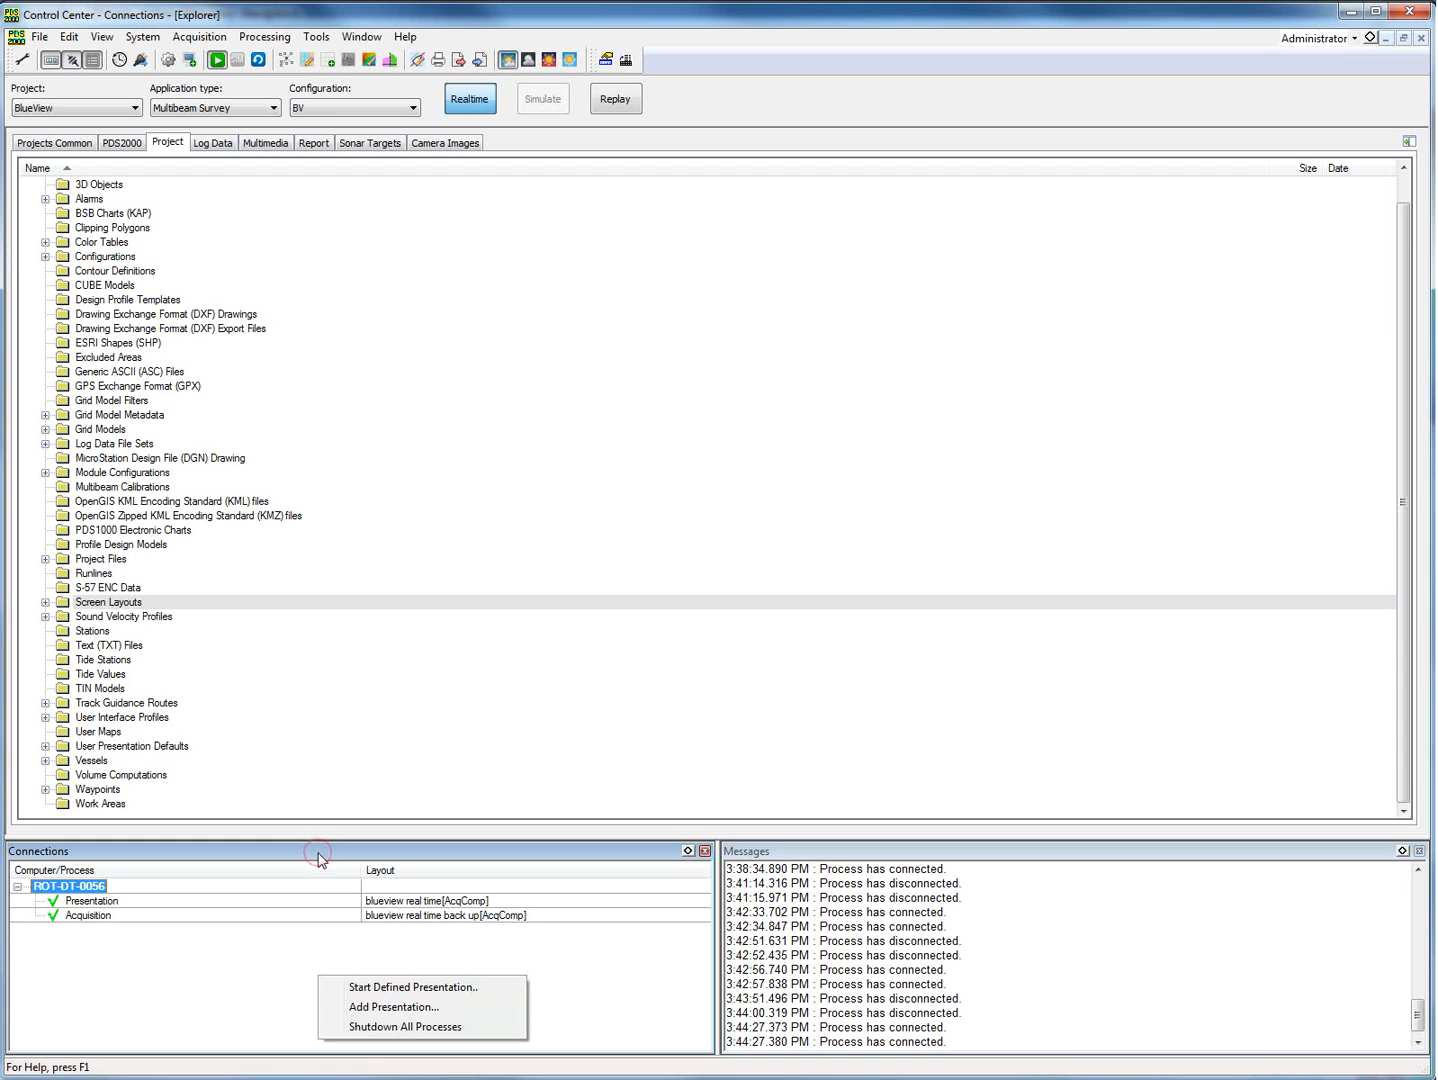 Control Center - Connections - [Explorer]
PDS 2000 File Edit View System Acquisition Processing Tools Window Help
Administrator
Project:
Application type:
Configuration:
BlueView
Multibeam Survey
BV
Realtime
Simulate
Replay
Projects Common
PDS2000
Project
Log Data
Multimedia
Report
Sonar Targets
Camera Images
Name
Size
Date
3D Objects
Alarms
BSB Charts (KAP)
Clipping Polygons
Color Tables
Configurations
Contour Definitions
CUBE Models
Design Profile Templates
Drawing Exchange Format (DXF) Drawings
Drawing Exchange Format (DXF) Export Files
ESRI Shapes (SHP)
Excluded Areas
Generic ASCII (ASC) Files
GPS Exchange Format (GPX)
Grid Model Filters
Grid Model Metadata
Grid Models
Log Data File Sets
MicroStation Design File (DGN) Drawing
Module Configurations
Multibeam Calibrations
OpenGIS KML Encoding Standard (KML) files
OpenGIS Zipped KML Encoding Standard (KMZ) files
PDS1000 Electronic Charts
Profile Design Models
Project Files
Runlines
S-57 ENC Data
Screen Layouts
Sound Velocity Profiles
Stations
Text (TXT) Files
Tide Stations
Tide Values
TIN Models
Track Guidance Routes
User Interface Profiles
User Maps
User Presentation Defaults
Vessels
Volume Computations
Waypoints
Work Areas
Connections
Computer/Process
Layout
ROT-DT-0056
Presentation
blueview real time[AcqComp]
Acquisition
blueview real time back up[AcqComp]
Start Defined Presentation..
Add Presentation...
Shutdown All Processes
Messages
3:38:34.890 PM : Process has connected.
3:41:14.316 PM : Process has disconnected.
3:41:15.971 PM : Process has disconnected.
3:42:33.702 PM : Process has connected.
3:42:34.847 PM : Process has connected.
3:42:51.631 PM : Process has disconnected.
3:42:52.435 PM : Process has disconnected.
3:42:56.740 PM : Process has connected.
3:42:57.838 PM : Process has connected.
3:43:51.496 PM : Process has disconnected.
3:44:00.319 PM : Process has disconnected.
3:44:27.373 PM : Process has connected.
3:44:27.380 PM : Process has connected.
For Help, press F1